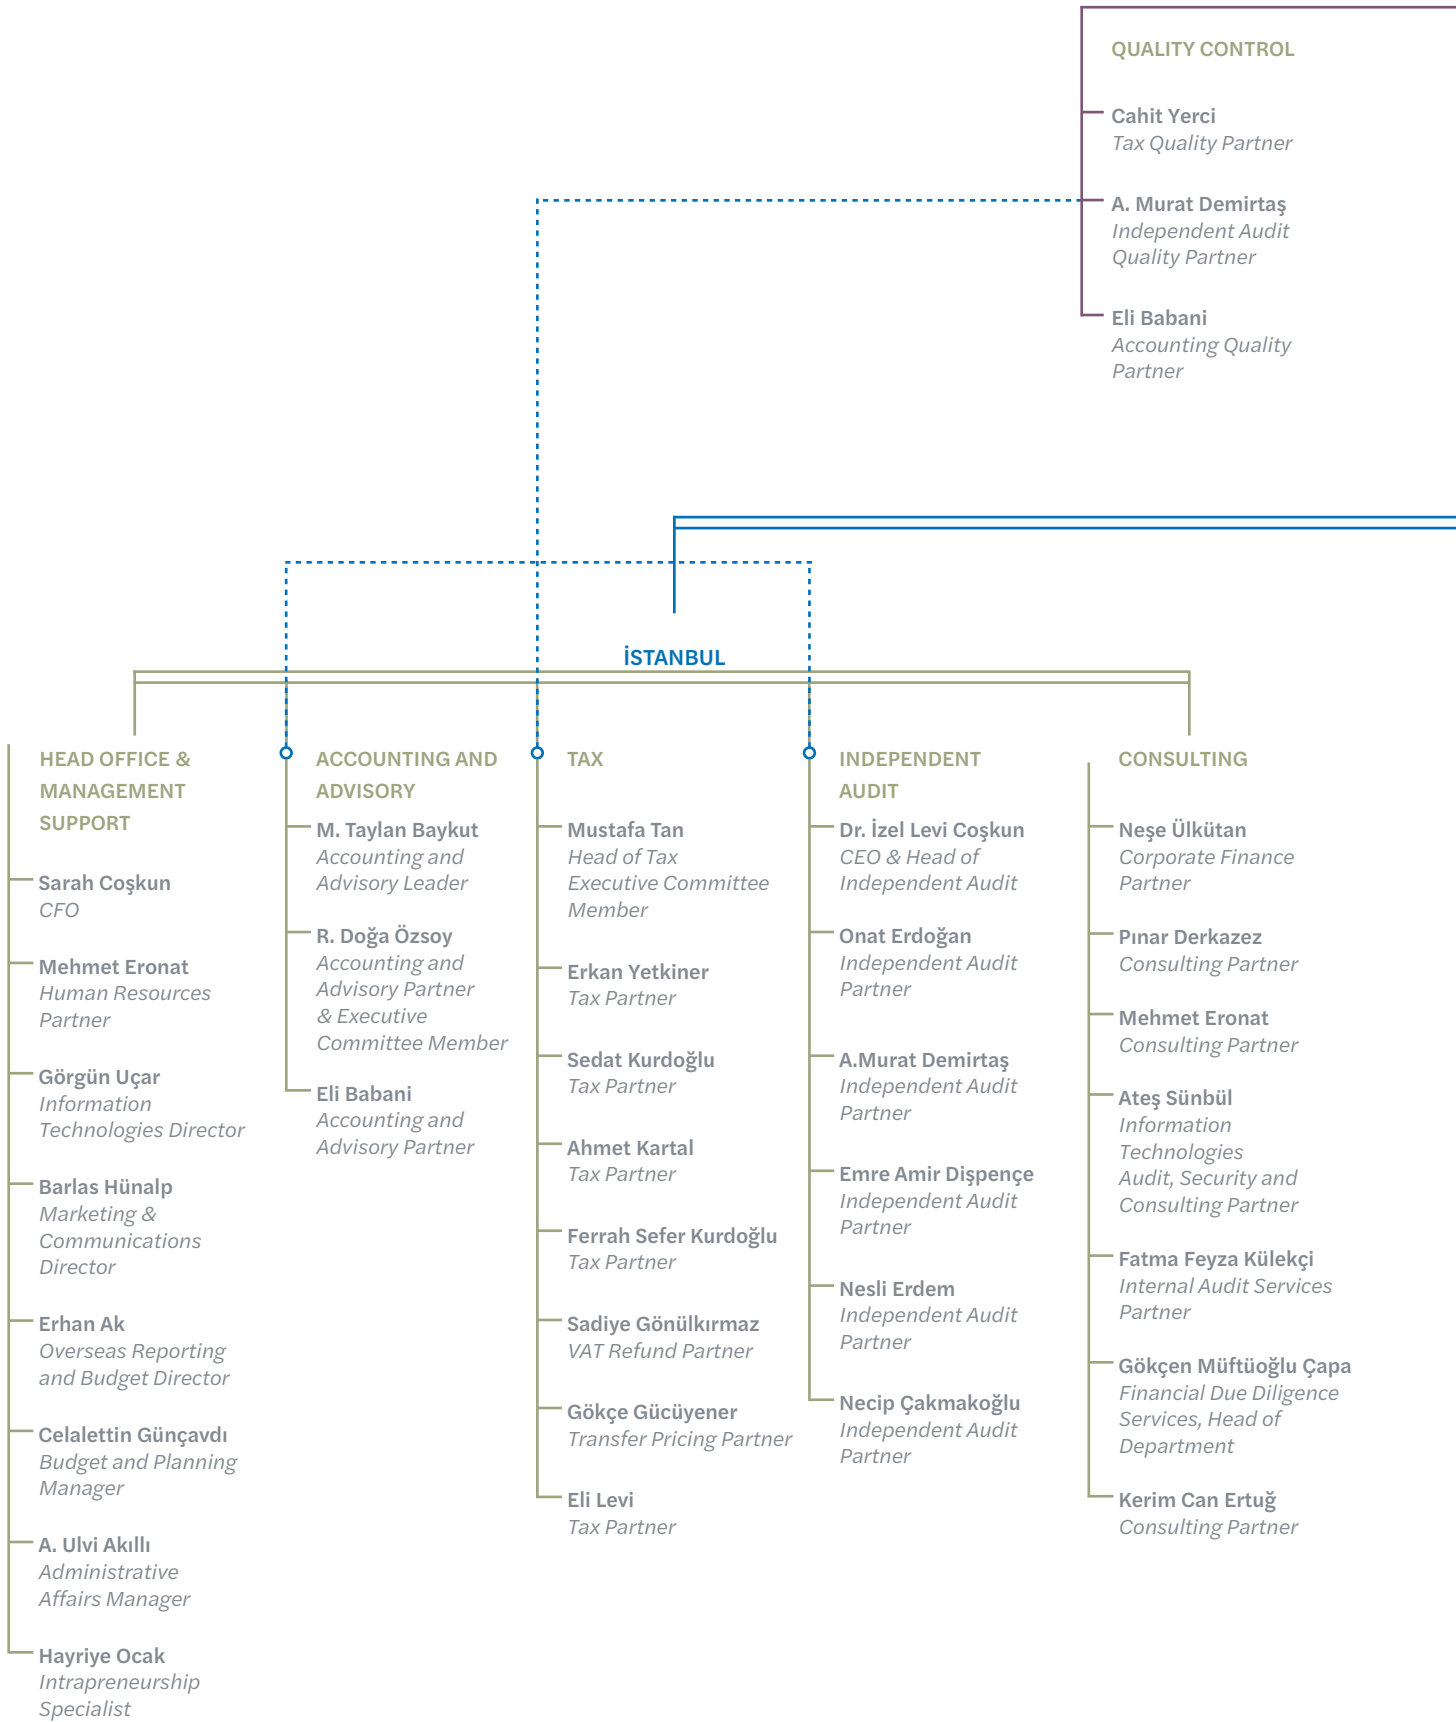 QUALITY CONTROL
Cahit Yerci
Tax Quality Partner
A. Murat Demirtaş
Independent Audit
Quality Partner
Eli Babani
Accounting Quality
Partner
İSTANBUL
HEAD OFFICE &
MANAGEMENT
SUPPORT
Sarah Coşkun
CFO
Mehmet Eronat
Human Resources
Partner
Görgün Uçar
Information
Technologies Director
Barlas Hünalp
Marketing &
Communications
Director
Erhan Ak
Overseas Reporting
and Budget Director
Celalettin Günçavdı
Budget and Planning
Manager
A. Ulvi Akıllı
Administrative
Affairs Manager
Hayriye Ocak
Intrapreneurship
Specialist
ACCOUNTING AND
ADVISORY
M. Taylan Baykut
Accounting and
Advisory Leader
R. Doğa Özsoy
Accounting and
Advisory Partner
& Executive
Committee Member
Eli Babani
Accounting and
Advisory Partner
TAX
Mustafa Tan
Head of Tax
Executive Committee
Member
Erkan Yetkiner
Tax Partner
Sedat Kurdoğlu
Tax Partner
Ahmet Kartal
Tax Partner
Ferrah Sefer Kurdoğlu
Tax Partner
Sadiye Gönülkırmaz
VAT Refund Partner
Gökçe Gücüyener
Transfer Pricing Partner
Eli Levi
Tax Partner
INDEPENDENT
AUDIT
Dr. İzel Levi Coşkun
CEO & Head of
Independent Audit
Onat Erdoğan
Independent Audit
Partner
A.Murat Demirtaş
Independent Audit
Partner
Emre Amir Dişpençe
Independent Audit
Partner
Nesli Erdem
Independent Audit
Partner
Necip Çakmakoğlu
Independent Audit
Partner
CONSULTING
Neşe Ülkütan
Corporate Finance
Partner
Pınar Derkazez
Consulting Partner
Mehmet Eronat
Consulting Partner
Ateş Sünbül
Information
Technologies
Audit, Security and
Consulting Partner
Fatma Feyza Külekçi
Internal Audit Services
Partner
Gökçen Müftüoğlu Çapa
Financial Due Diligence
Services, Head of
Department
Kerim Can Ertuğ
Consulting Partner